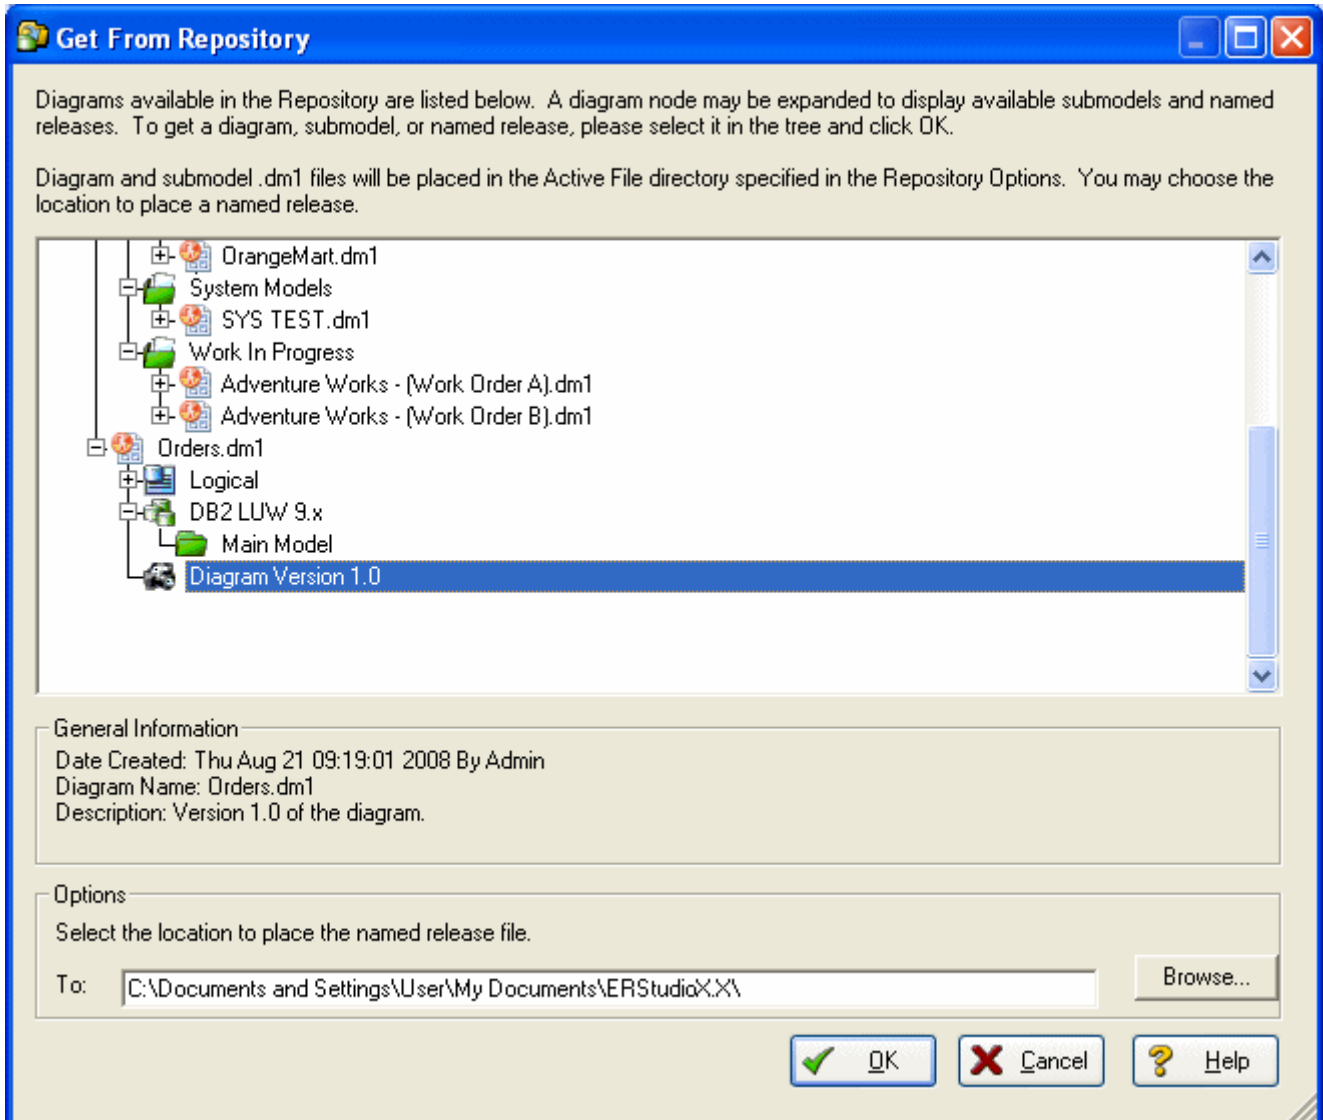 Get From Repository
Diagrams available in the Repository are listed below.  A diagram node may be expanded to display available submodels and named
releases.  To get a diagram, submodel, or named release, please select it in the tree and click OK.
Diagram and submodel .dm1 files will be placed in the Active File directory specified in the Repository Options.  You may choose the
location to place a named release.
OrangeMart.dm1
System Models
SYS TEST.dm1
Work In Progress
Adventure Works - (Work Order A).dm1
Adventure Works - (Work Order B).dm1
Orders.dm1
Logical
DB2 LUW 9.x
Main Model
Diagram Version 1.0
General Information
Date Created: Thu Aug 21 09:19:01 2008 By Admin
Diagram Name: Orders.dm1
Description: Version 1.0 of the diagram.
Options
Select the location to place the named release file.
To: C:\Documents and Settings\User\My Documents\ERStudioX.X\ Browse...
OK Cancel Help